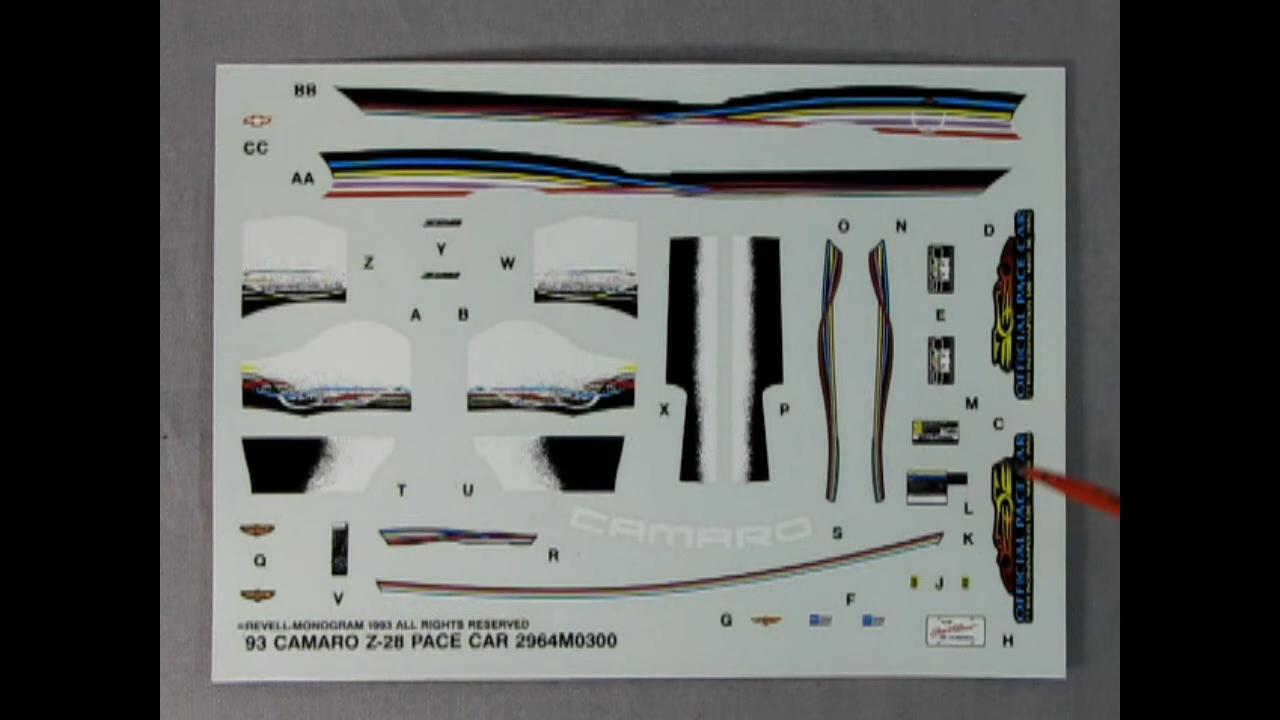 BB
CC
AA
O
N
D
Z
Y
W
A
B
E
OFFICIAL PACE CAR
X
P
M
C
T
U
L
OFFICIAL PACE CAR
CAMARO
S
K
Q
R
J
V
F
©REVELL-MONOGRAM 1993 ALL RIGHTS RESERVED
G
'93 CAMARO Z-28 PACE CAR 2964M0300
H